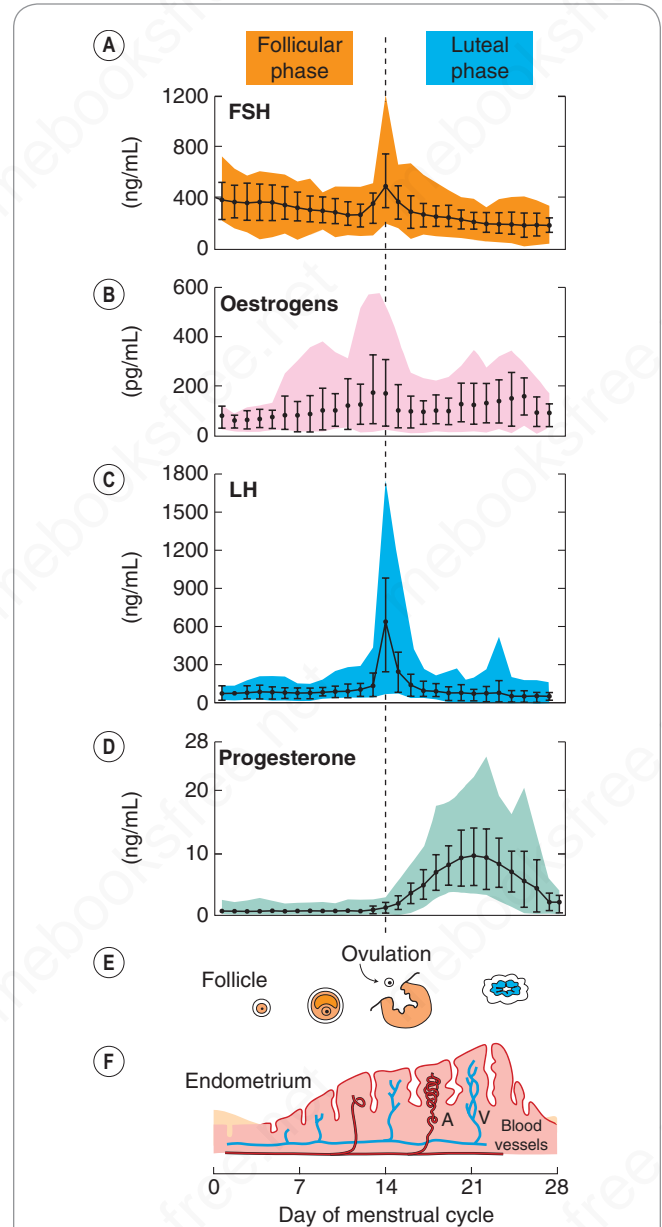 A
Follicular
phase
Luteal
phase
FSH
(ng/mL)
1200
800
400
0
B
Oestrogens
(pg/mL)
600
400
200
0
C
LH
(ng/mL)
1800
1500
1200
900
600
300
0
D
Progesterone
(ng/mL)
28
20
10
0
E
Follicle
Ovulation
F
Endometrium
A
V
Blood
vessels
0
7
14
21
28
Day of menstrual cycle